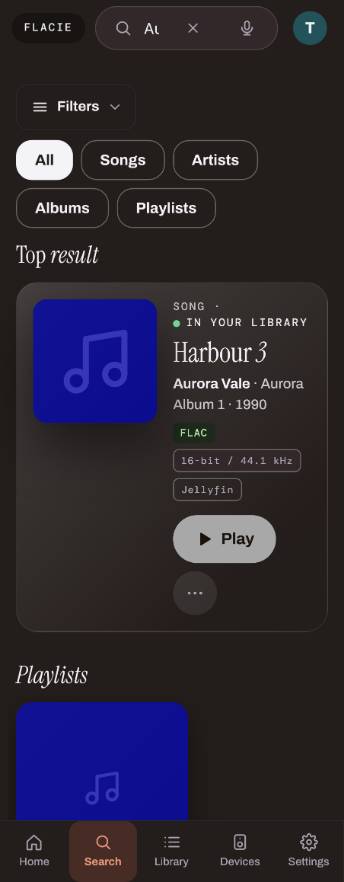 FLACIE
Au
T
Filters
All
Songs
Artists
Albums
Playlists
Top result
SONG ·
IN YOUR LIBRARY
Harbour 3
Aurora Vale · Aurora
Album 1 · 1990
FLAC
16-bit / 44.1 kHz
Jellyfin
Play
Playlists
Home
Search
Library
Devices
Settings